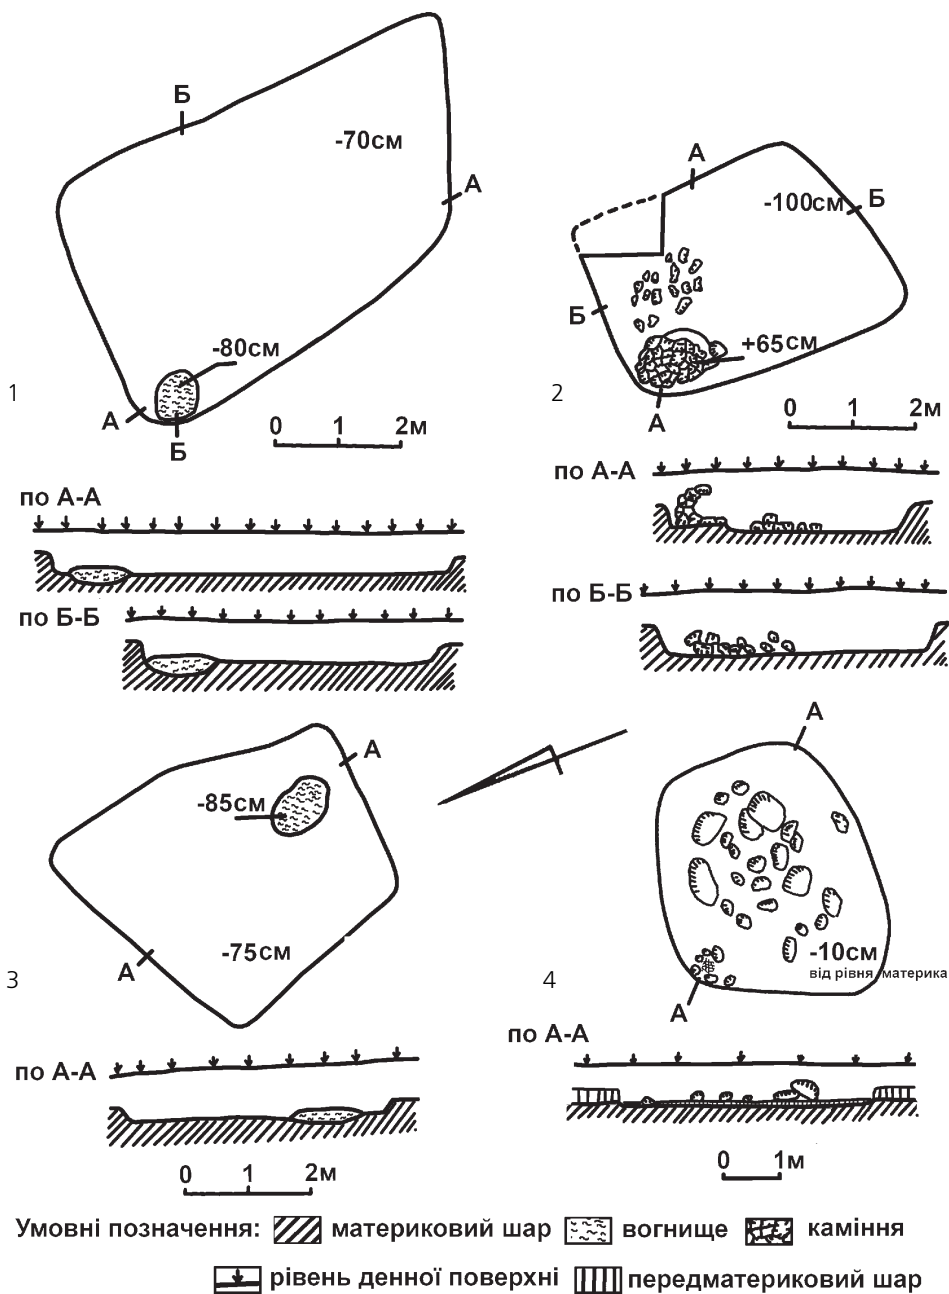 Б
-70см
А
-80см
1
А
Б
0 1 2м
А
-100см
Б
Б
+65см
2
А
0 1 2м
по А-А
по Б-Б
по А-А
по Б-Б
А
-85см
-75см
А
3
по А-А
0 1 2м
А
-10см
від рівня материка
4
А
по А-А
0 1м
Умовні позначення: материковий шар вогнище каміння
рівень денної поверхні передматериковий шар